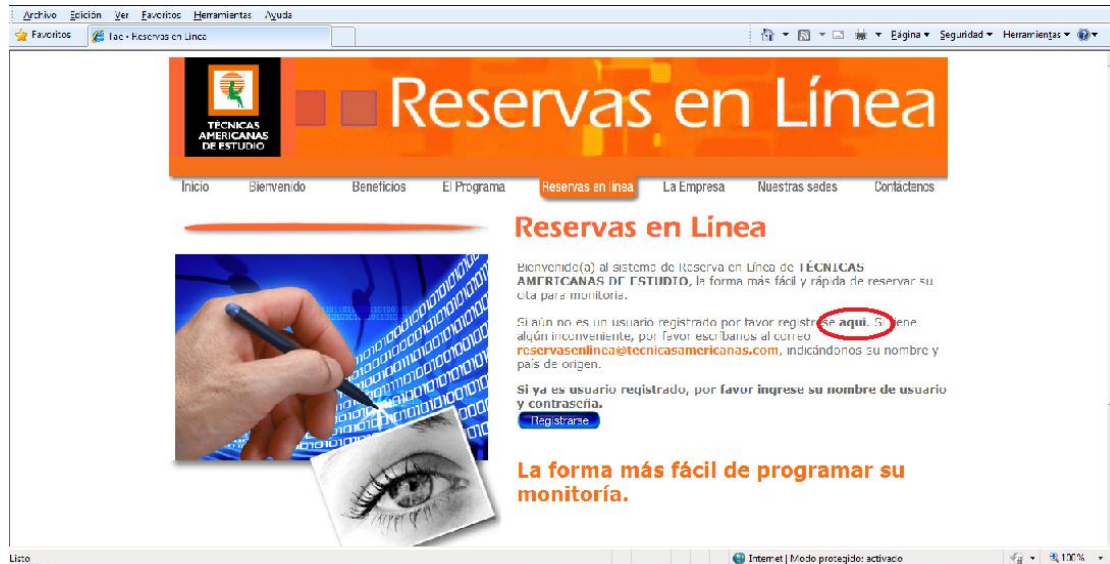 Archivo Edición Ver Favoritos Herramientas Ayuda
Favoritos Tae - Reservas en Linea Página Seguridad Herramientas
TÉCNICAS
AMERICANAS
DE ESTUDIO
Reservas en Línea
Inicio Bienvenido Beneficios El Programa Reservas en línea La Empresa Nuestras sedes Contáctenos
Reservas en Línea
Bienvenido(a) al sistema de Reserva en Línea de TÉCNICAS
AMERICANAS DE ESTUDIO, la forma más fácil y rápida de reservar su
cita para monitoria.
Si aún no es un usuario registrado por favor registrese aqui. Si tiene
algún inconveniente, por favor escríbanos al correo
reservasenlinea@tecnicasamericanas.com, indicándonos su nombre y
país de origen.
Si ya es usuario registrado, por favor ingrese su nombre de usuario
y contraseña.
Registrarse
La forma más fácil de programar su
monitoría.
Listo Internet | Modo protegido: activado 100%